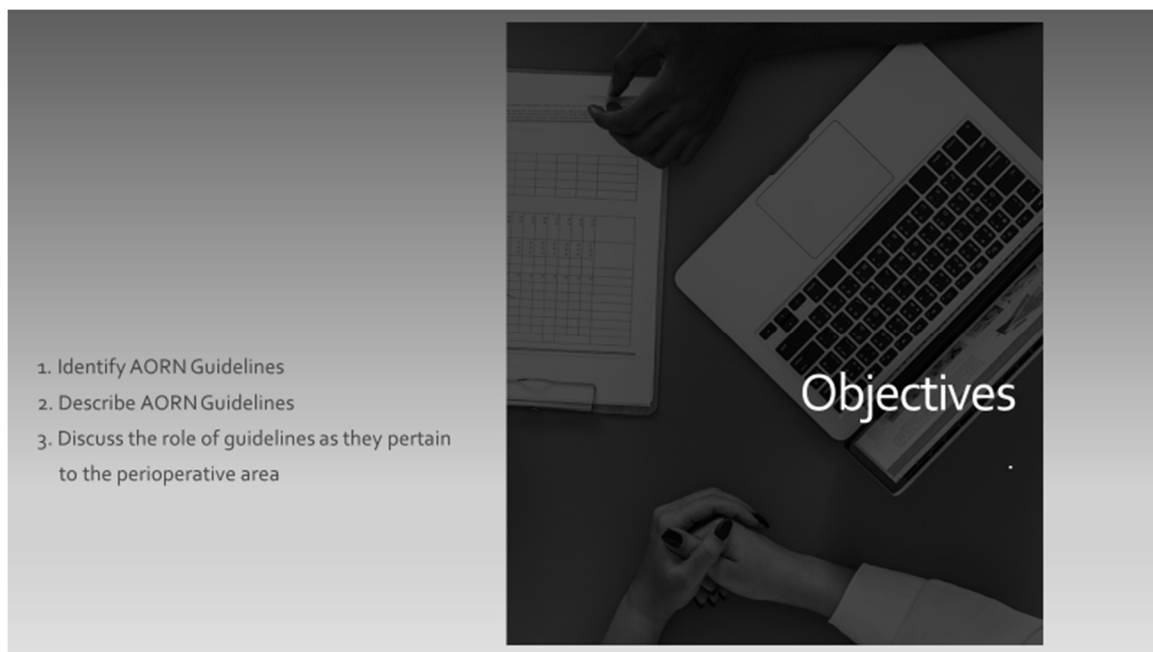 1. Identify AORN Guidelines
2. Describe AORN Guidelines
3. Discuss the role of guidelines as they pertain
to the perioperative area
Objectives
.